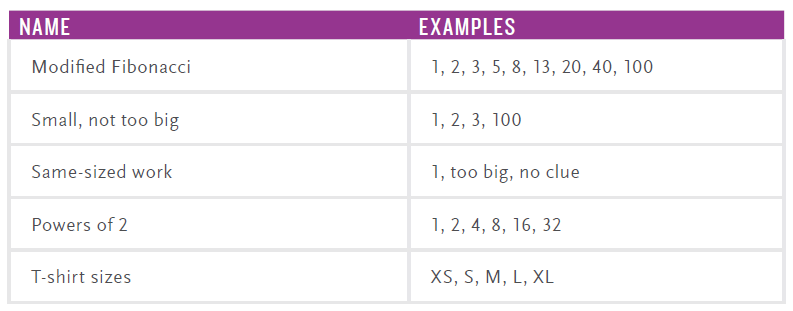 NAME EXAMPLES
Modified Fibonacci 1, 2, 3, 5, 8, 13, 20, 40, 100
Small, not too big 1, 2, 3, 100
Same-sized work 1, too big, no clue
Powers of 2 1, 2, 4, 8, 16, 32
T-shirt sizes XS, S, M, L, XL